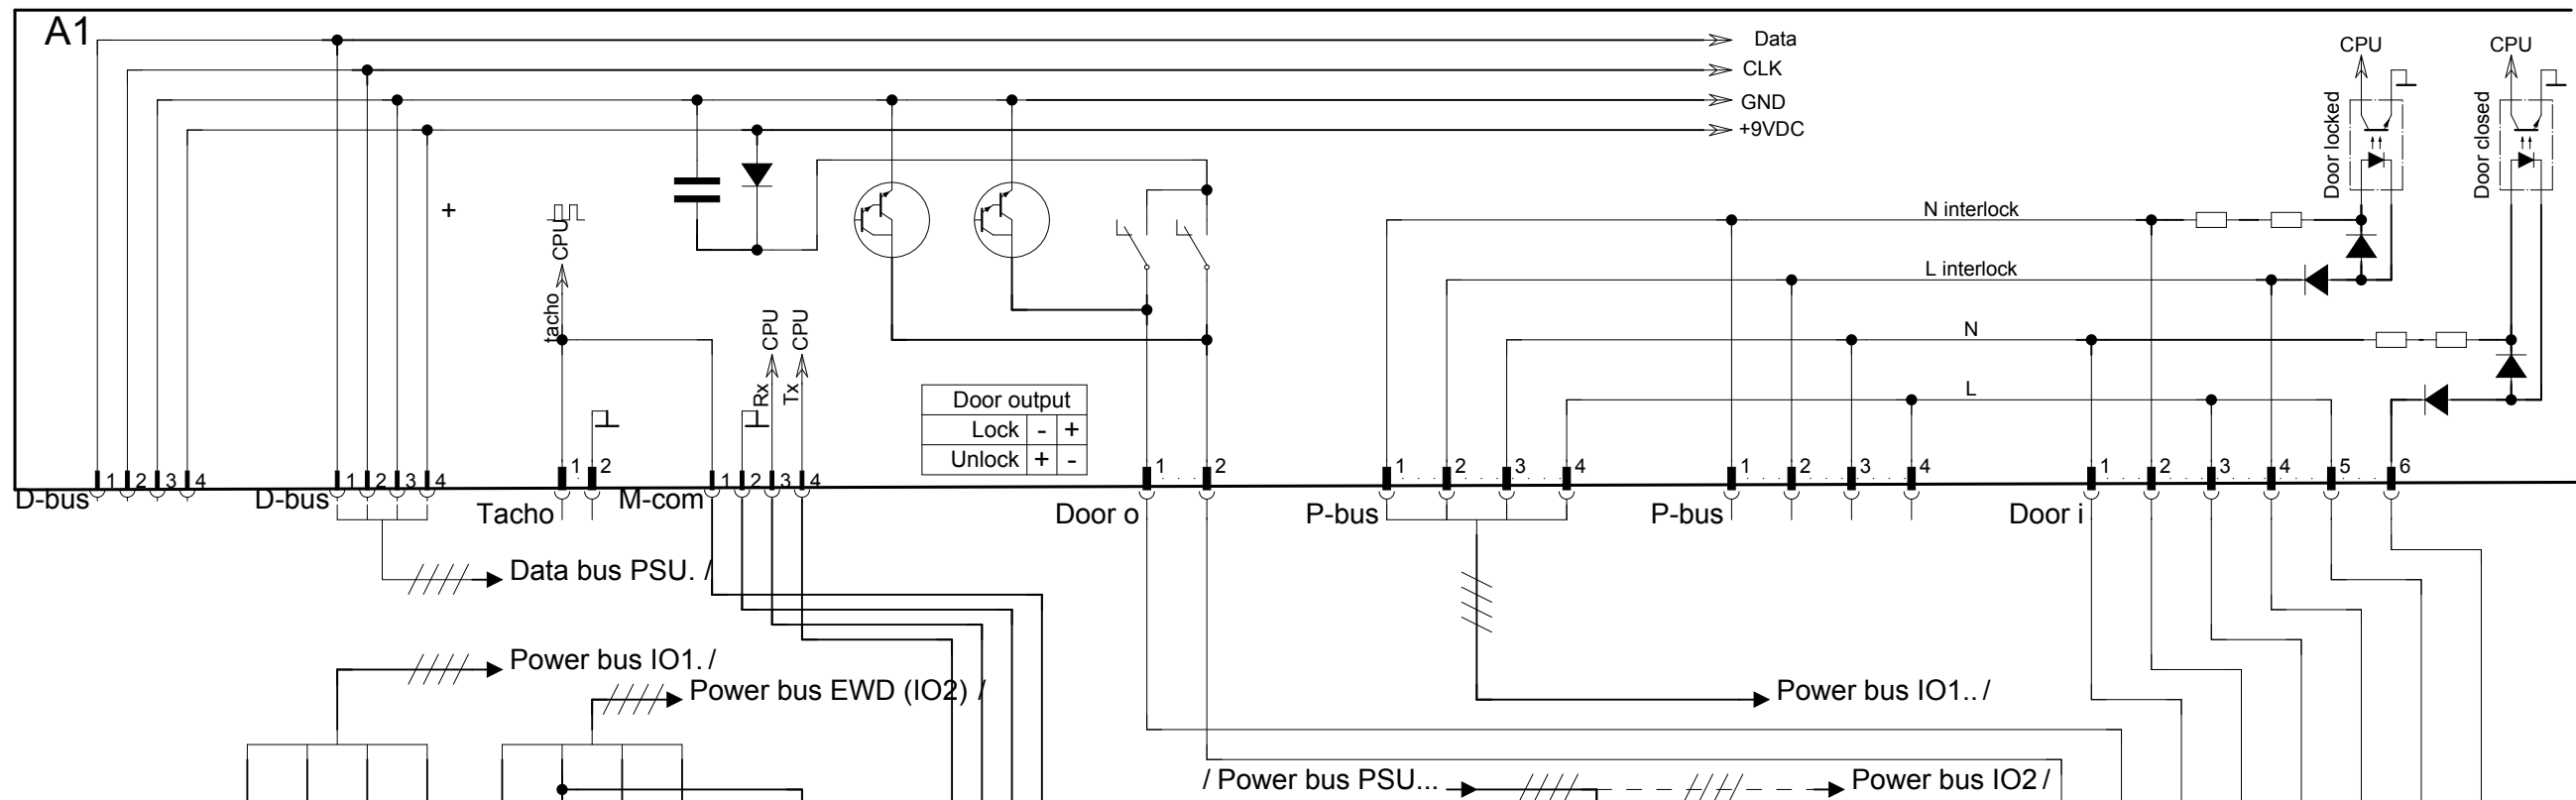 A1
Data
CLK
GND
+9VDC
CPU
CPU
Door locked
Door closed
+
CPU
tacho
N interlock
L interlock
N
L
CPU
CPU
Rx
Tx
Door output
Lock - +
Unlock + -
1 2 3 4
1 2 3 4
1 2
1 2 3 4
1 2
1 2 3 4
1 2 3 4
1 2 3 4 5 6
D-bus
D-bus
Tacho
M-com
Door o
P-bus
P-bus
Door i
Data bus PSU. /
Power bus IO1. /
Power bus EWD (IO2) /
Power bus IO1.. /
/ Power bus PSU...
Power bus IO2 /